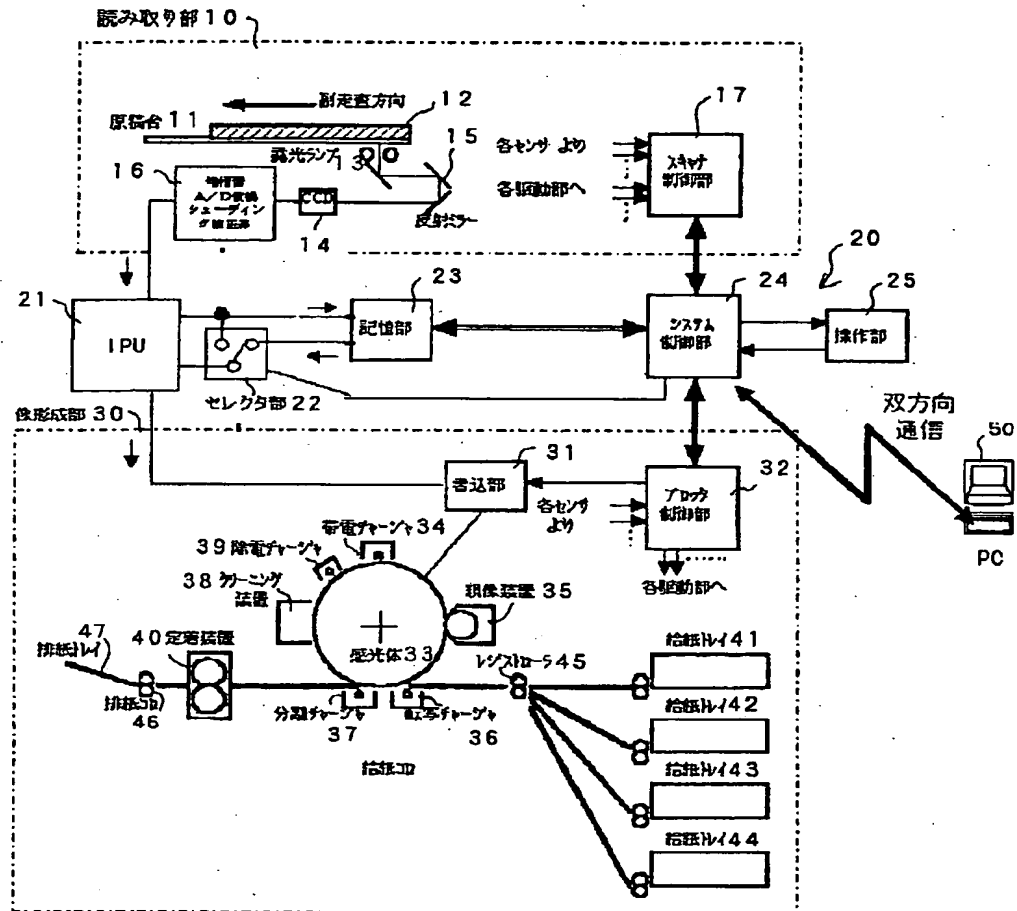 読み取り部10
副走査方向
12
原稿台11
露光ランプ
13
15
16
増幅器
A/D変換
シェーディン
グ補正等
CCD
14
反射ミラー
各センサより
各駆動部へ
17
スキャナ
制御部
20
21
IPU
23
記憶部
セレクタ部22
24
システム
制御部
25
操作部
双方向
通信
50
PC
像形成部30
31
書込部
32
プロッタ
制御部
各センサ
より
各駆動部へ
帯電チャージャ34
39除電チャージャ
38クリーニング
装置
現像装置35
感光体33
47
排紙トレイ
40定着装置
排紙コロ
46
分離チャージャ
37
転写チャージャ
36
レジストローラ45
給紙コロ
給紙トレイ41
給紙トレイ42
給紙トレイ43
給紙トレイ44